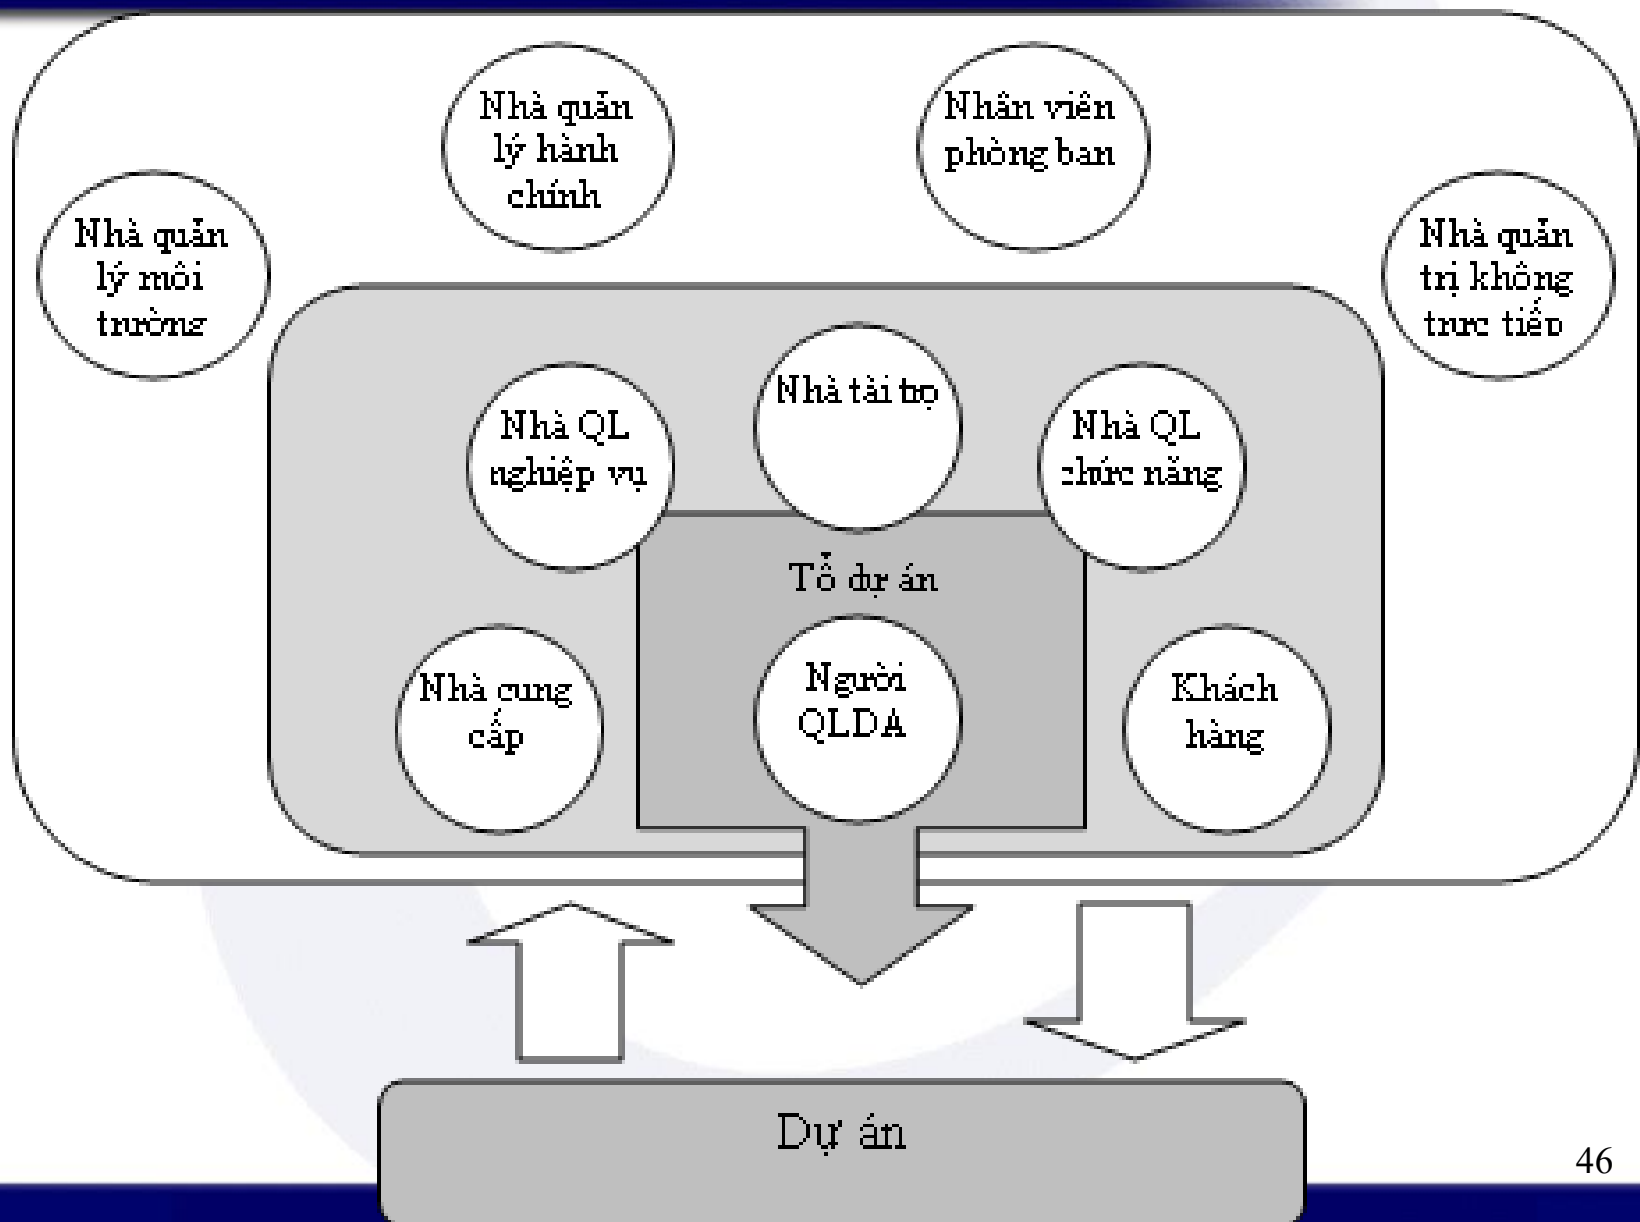 Nhà quản
lý hành
chính
Nhân viên
phòng ban
Nhà quản
lý môi
trường
Nhà quản
trị không
trực tiếp
Nhà tài trợ
Nhà QL
nghiệp vụ
Nhà QL
chức năng
Tổ dự án
Nhà cung
cấp
Người
QLDA
Khách
hàng
Dự án
46